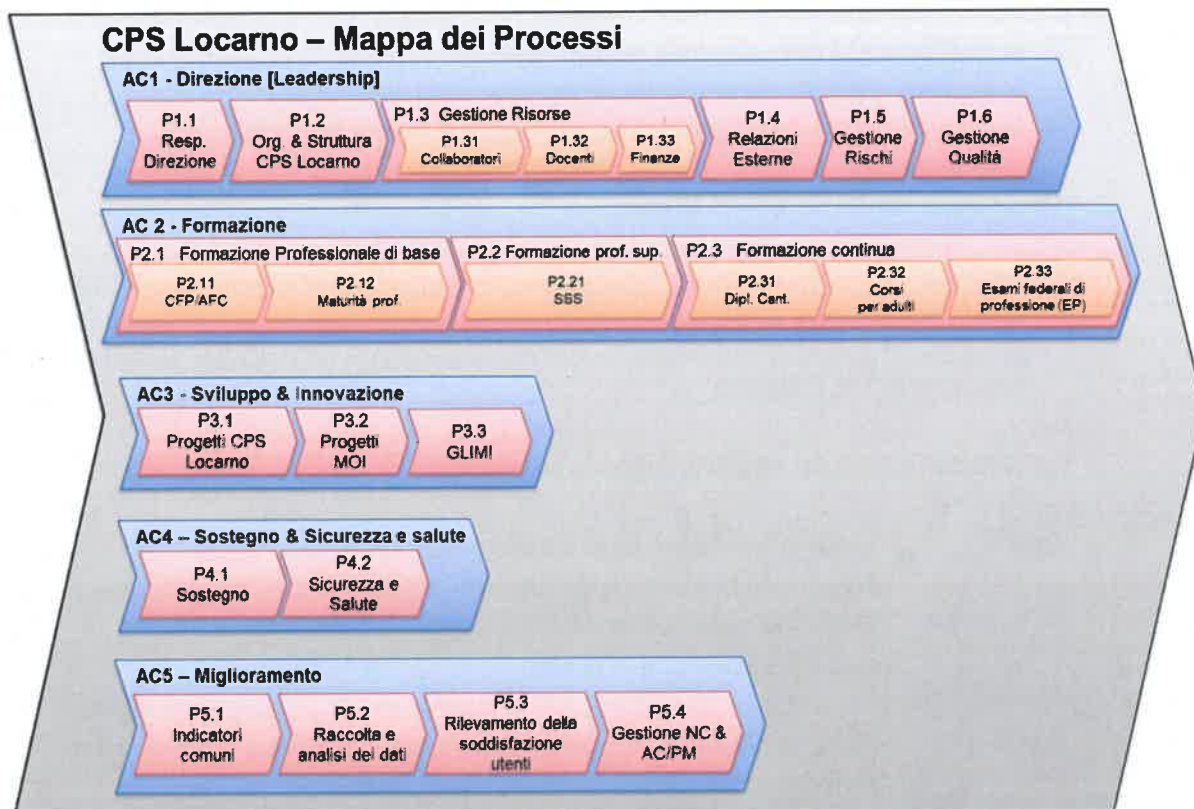 CPS Locarno – Mappa dei Processi
AC1 - Direzione [Leadership]
P1.1
Resp.
Direzione
P1.2
Org. & Struttura
CPS Locarno
P1.3 Gestione Risorse
P1.31
Collaboratori
P1.32
Docenti
P1.33
Finanze
P1.4
Relazioni
Esterne
P1.5
Gestione
Rischi
P1.6
Gestione
Qualità
AC 2 - Formazione
P2.1 Formazione Professionale di base
P2.11
CFP/AFC
P2.12
Maturità prof.
P2.2 Formazione prof. sup.
P2.21
SSS
P2.3 Formazione continua
P2.31
Dipl. Cant.
P2.32
Corsi
per adulti
P2.33
Esami federali di
professione (EP)
AC3 - Sviluppo & Innovazione
P3.1
Progetti CPS
Locarno
P3.2
Progetti
MOI
P3.3
GLIMI
AC4 – Sostegno & Sicurezza e salute
P4.1
Sostegno
P4.2
Sicurezza e
Salute
AC5 – Miglioramento
P5.1
Indicatori
comuni
P5.2
Raccolta e
analisi dei dati
P5.3
Rilevamento della
soddisfazione
utenti
P5.4
Gestione NC &
AC/PM